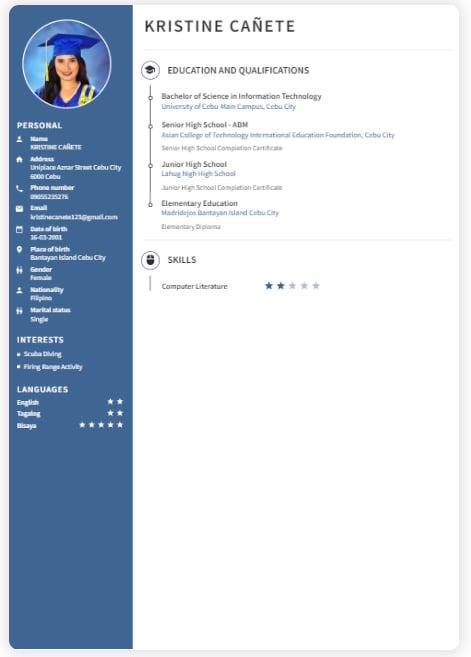 KRISTINE CAÑETE
PERSONAL
Name
KRISTINE CAÑETE
Address
Uniplace Aznar Street Cebu City
6000 Cebu
Phone number
09055235276
Email
kristinecanete123@gmail.com
Date of birth
16-03-2001
Place of birth
Bantayan Island Cebu City
Gender
Female
Nationality
Filipino
Marital status
Single
INTERESTS
Scuba Diving
Firing Range Activity
LANGUAGES
English
Tagalog
Bisaya
EDUCATION AND QUALIFICATIONS
Bachelor of Science in Information Technology
University of Cebu Main Campus, Cebu City
Senior High School - ABM
Asian College of Technology International Education Foundation, Cebu City
Senior High School Completion Certificate
Junior High School
Lahug Nigh High School
Junior High School Completion Certificate
Elementary Education
Madridejos Bantayan Island Cebu City
Elementary Diploma
SKILLS
Computer Literature